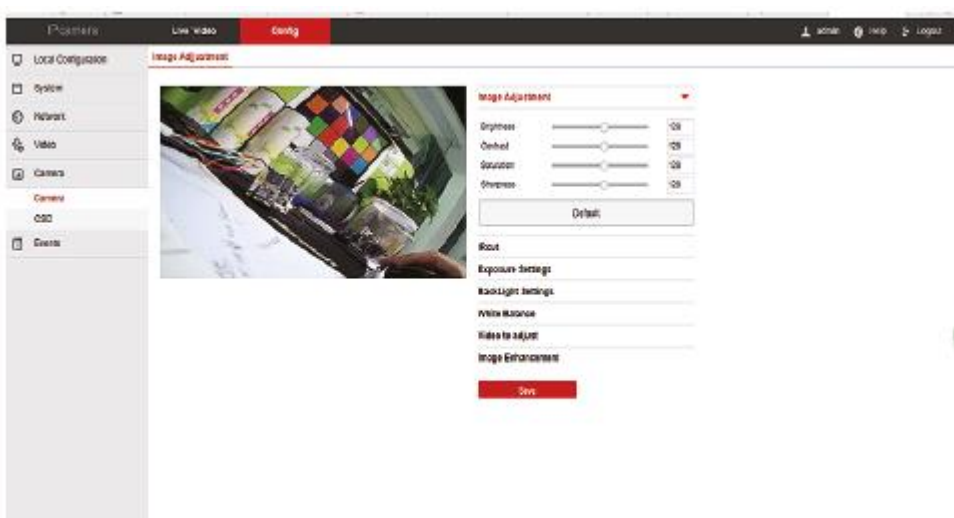 IPcamera
Live Video
Config
admin
Help
Logout
Local Configuration
System
Network
Video
Camera
Camera
OSD
Events
Image Adjustment
Image Adjustment
Brightness 128
Contrast 128
Saturation 128
Sharpness 128
Default
IRcut
Exposure Settings
BackLight Settings
White Balance
Video to adjust
Image Enhancement
Save